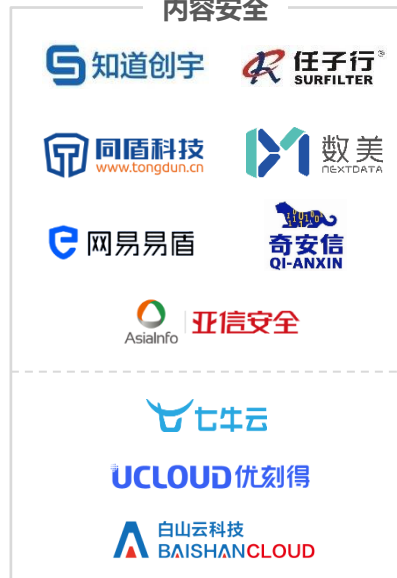 内容安全
知道创宇
任子行®
SURFILTER
同盾科技
www.tongdun.cn
数美
NEXTDATA
网易易盾
奇安信
QI-ANXIN
AsiaInfo
亚信安全
七牛云
UCLOUD优刻得
白山云科技
BAISHANCLOUD